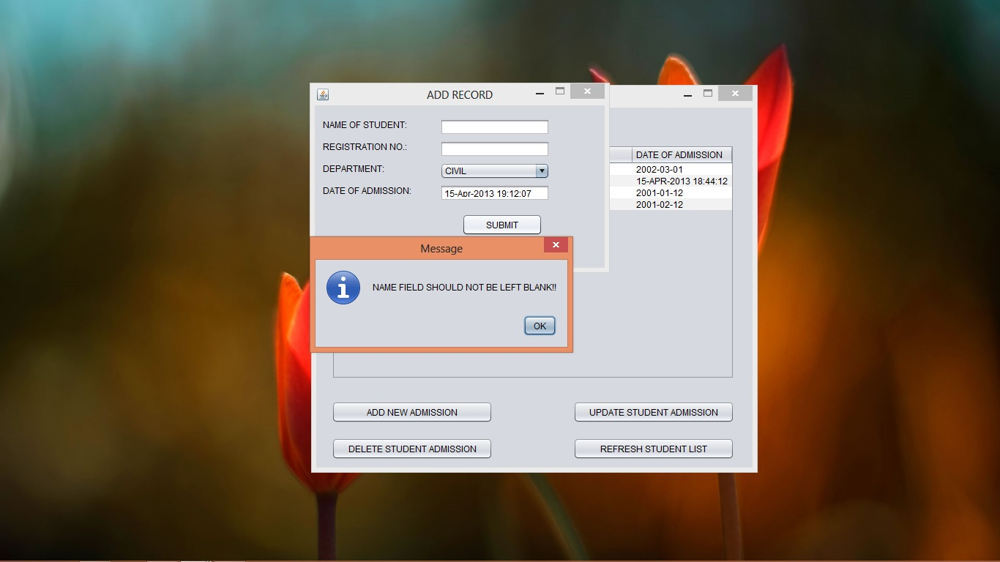 ADD RECORD
NAME OF STUDENT:
REGISTRATION NO.:
DEPARTMENT:
CIVIL
DATE OF ADMISSION:
15-Apr-2013 19:12:07
SUBMIT
DATE OF ADMISSION
2002-03-01
15-APR-2013 18:44:12
2001-01-12
2001-02-12
Message
NAME FIELD SHOULD NOT BE LEFT BLANK!!
OK
ADD NEW ADMISSION
UPDATE STUDENT ADMISSION
DELETE STUDENT ADMISSION
REFRESH STUDENT LIST